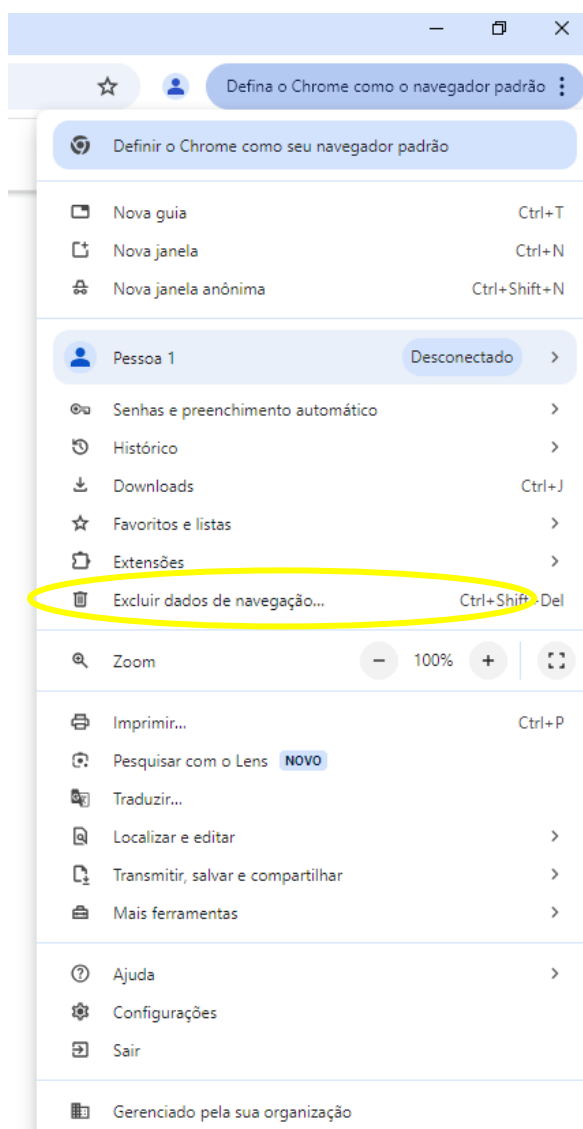 Defina o Chrome como o navegador padrão
Definir o Chrome como seu navegador padrão
Nova guia Ctrl+T
Nova janela Ctrl+N
Nova janela anônima Ctrl+Shift+N
Pessoa 1 Desconectado
Senhas e preenchimento automático
Histórico
Downloads Ctrl+J
Favoritos e listas
Extensões
Excluir dados de navegação... Ctrl+Shift+Del
Zoom − 100% +
Imprimir... Ctrl+P
Pesquisar com o Lens NOVO
Traduzir...
Localizar e editar
Transmitir, salvar e compartilhar
Mais ferramentas
Ajuda
Configurações
Sair
Gerenciado pela sua organização